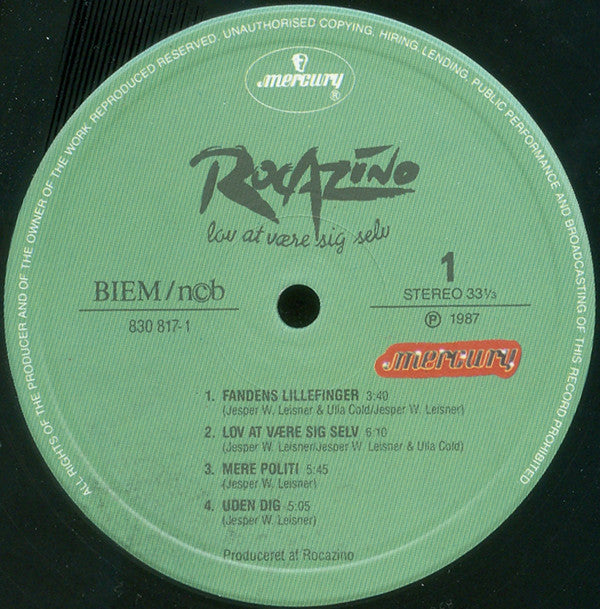 ALL RIGHTS OF THE PRODUCER AND OF THE OWNER OF THE WORK REPRODUCED RESERVED. UNAUTHORISED COPYING, HIRING, LENDING, PUBLIC PERFORMANCE AND BROADCASTING OF THIS RECORD PROHIBITED
mercury®
ROCAZINO
lov at være sig selv
BIEM/n©b
830 817-1
1
STEREO 33⅓
℗ 1987
mercury
1. FANDENS LILLEFINGER 3:40
(Jesper W. Leisner & Ulla Cold/Jesper W. Leisner)
2. LOV AT VÆRE SIG SELV 6:10
(Jesper W. Leisner/Jesper W. Leisner & Ulla Cold)
3. MERE POLITI 5:45
(Jesper W. Leisner)
4. UDEN DIG 5:05
(Jesper W. Leisner)
Produceret af Rocazino